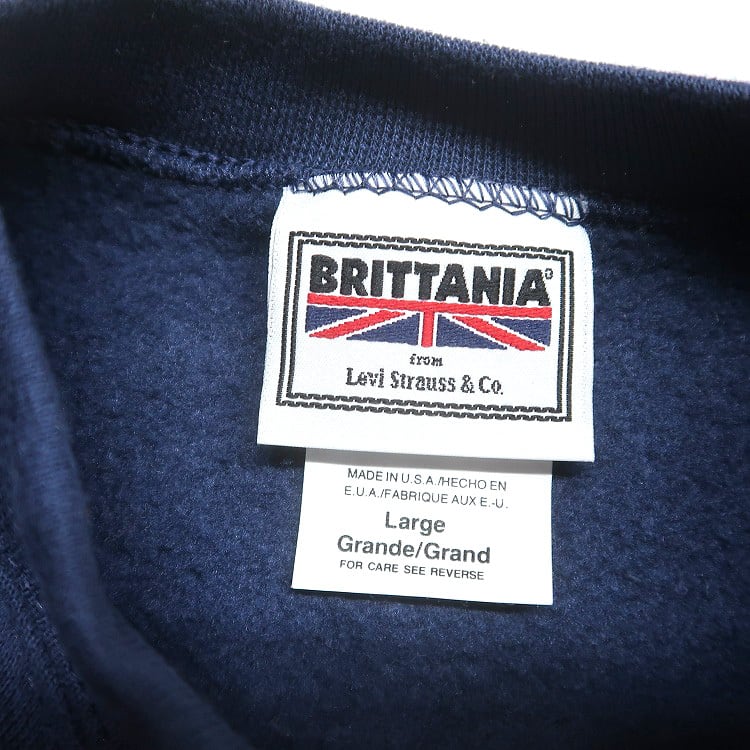 BRITTANIA®
from
Levi Strauss & Co.
MADE IN U.S.A./HECHO EN
E.U.A./FABRIQUE AUX E.-U.
Large
Grande/Grand
FOR CARE SEE REVERSE